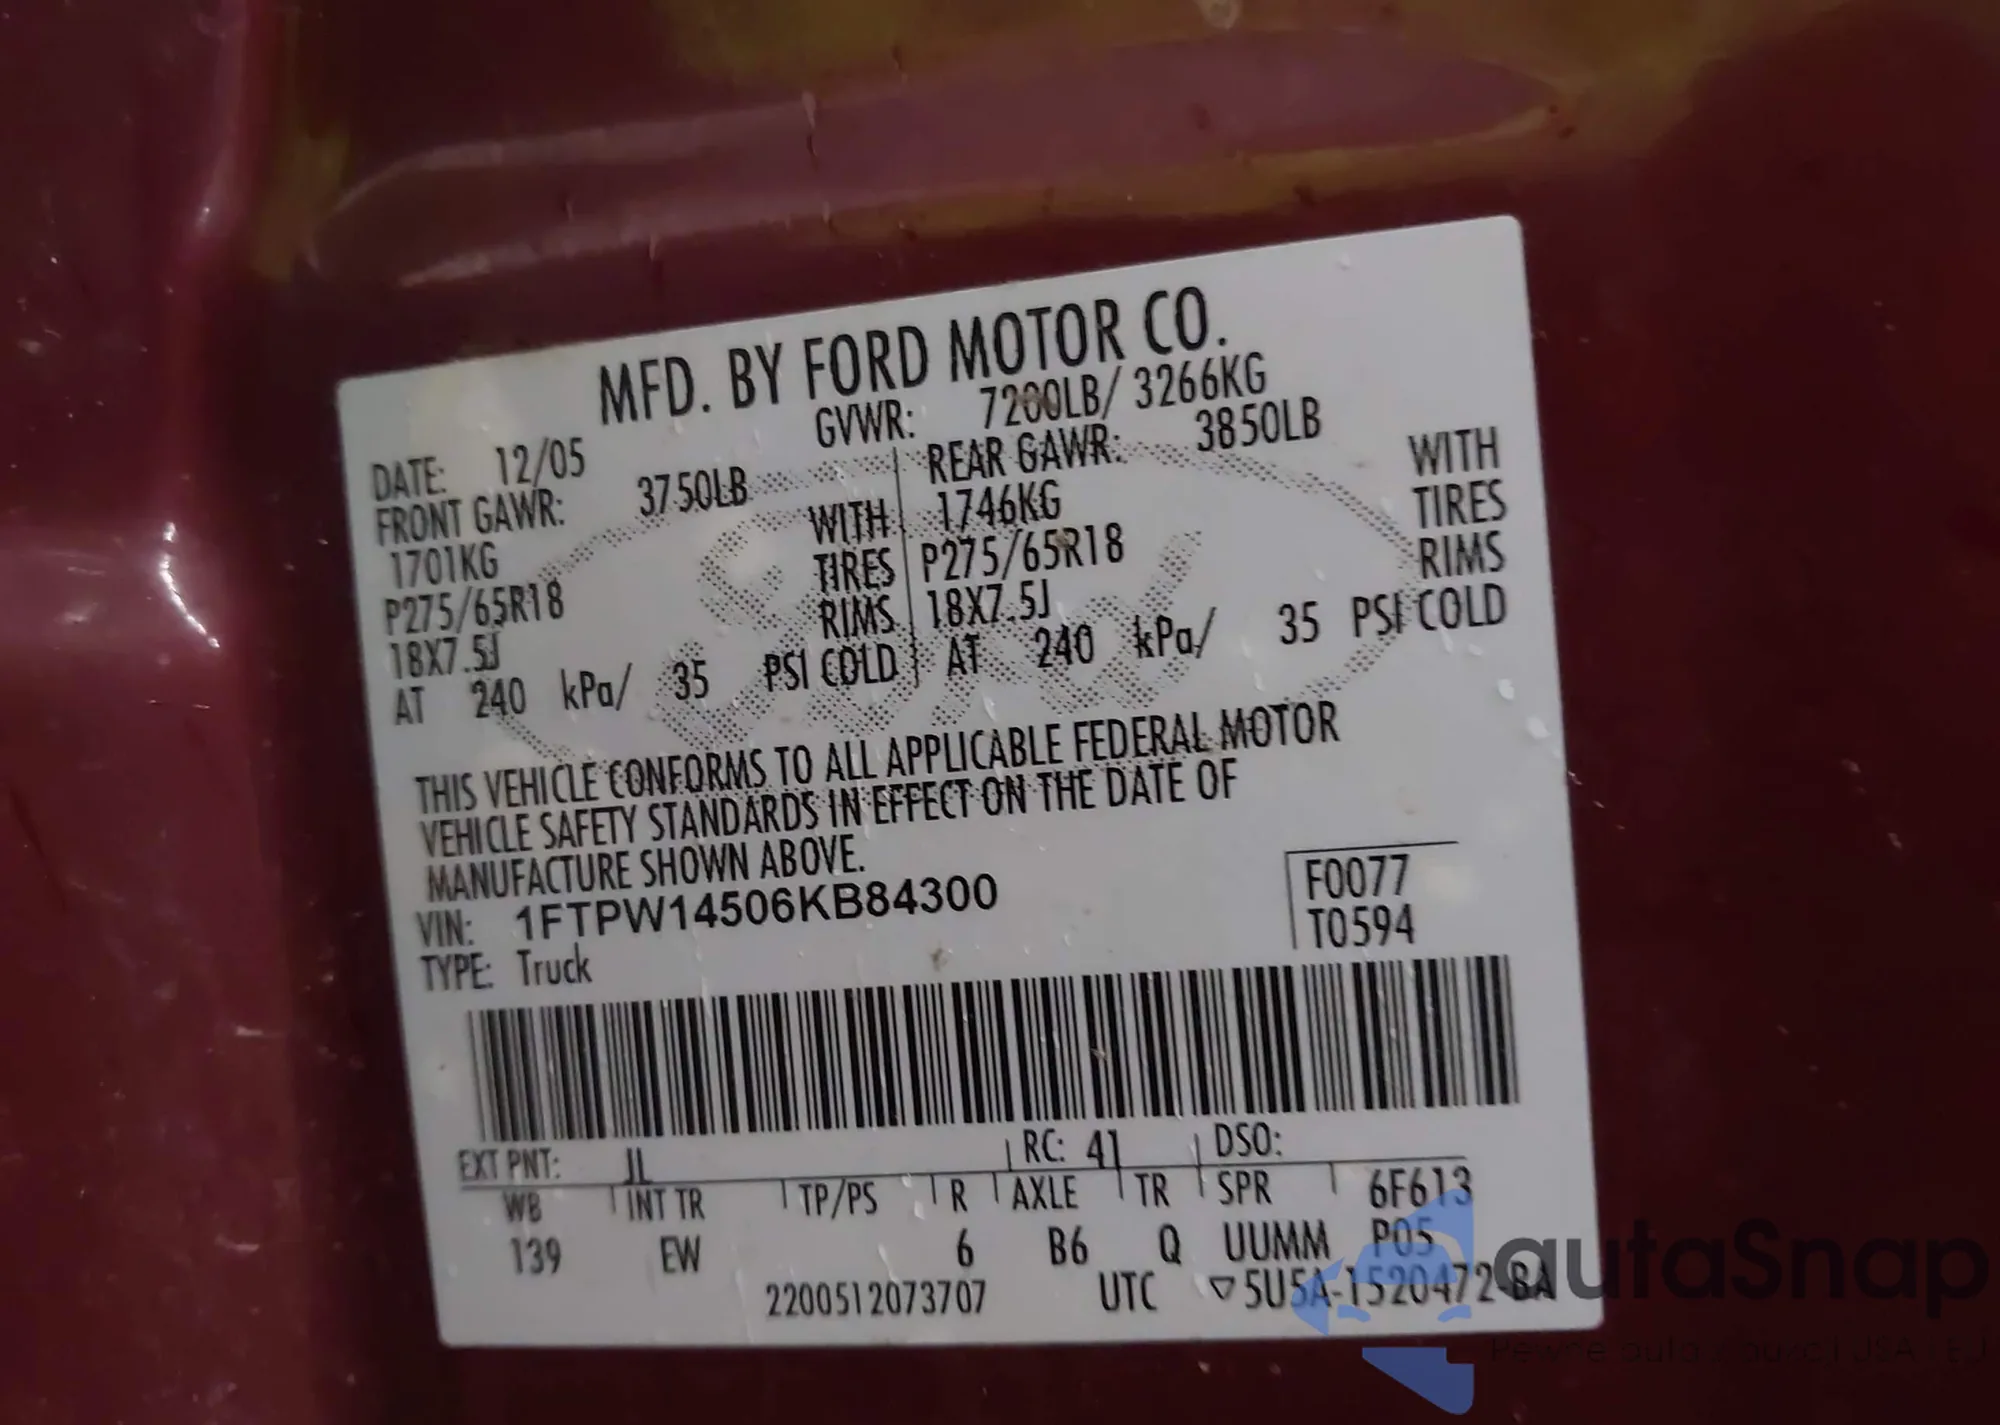 MFD. BY FORD MOTOR CO.
DATE: 12/05 GVWR: 7200LB/ 3266KG
FRONT GAWR: 3750LB REAR GAWR: 3850LB
1701KG WITH 1746KG WITH
P275/65R18 TIRES P275/65R18 TIRES
18X7.5J RIMS 18X7.5J RIMS
AT 240 kPa/ 35 PSI COLD AT 240 kPa/ 35 PSI COLD
THIS VEHICLE CONFORMS TO ALL APPLICABLE FEDERAL MOTOR
VEHICLE SAFETY STANDARDS IN EFFECT ON THE DATE OF
MANUFACTURE SHOWN ABOVE.
VIN: 1FTPW14506KB84300 F0077
TYPE: Truck T0594
EXT PNT: JL RC: 41 DSO:
WB INT TR TP/PS R AXLE TR SPR 6F613
139 EW 6 B6 Q UUMM P05
2200512073707 UTC ▽5U5A-1520472-BA
autaSnap